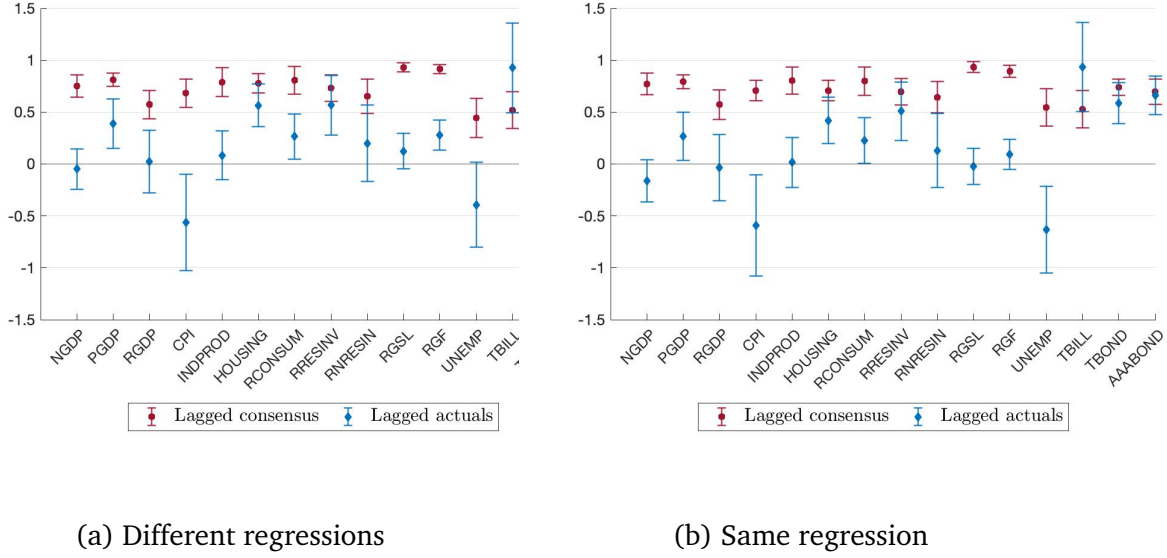 1.5
1
0.5
0
-0.5
-1
-1.5
NGDP
PGDP
RGDP
CPI
INDPROD
HOUSING
RCONSUM
RRESINV
RNRESIN
RGSL
RGF
UNEMP
TBILL
Lagged consensus Lagged actuals
(a) Different regressions
1.5
1
0.5
0
-0.5
-1
-1.5
NGDP
PGDP
RGDP
CPI
INDPROD
HOUSING
RCONSUM
RRESINV
RNRESIN
RGSL
RGF
UNEMP
TBILL
TBOND
AAABOND
Lagged consensus Lagged actuals
(b) Same regression